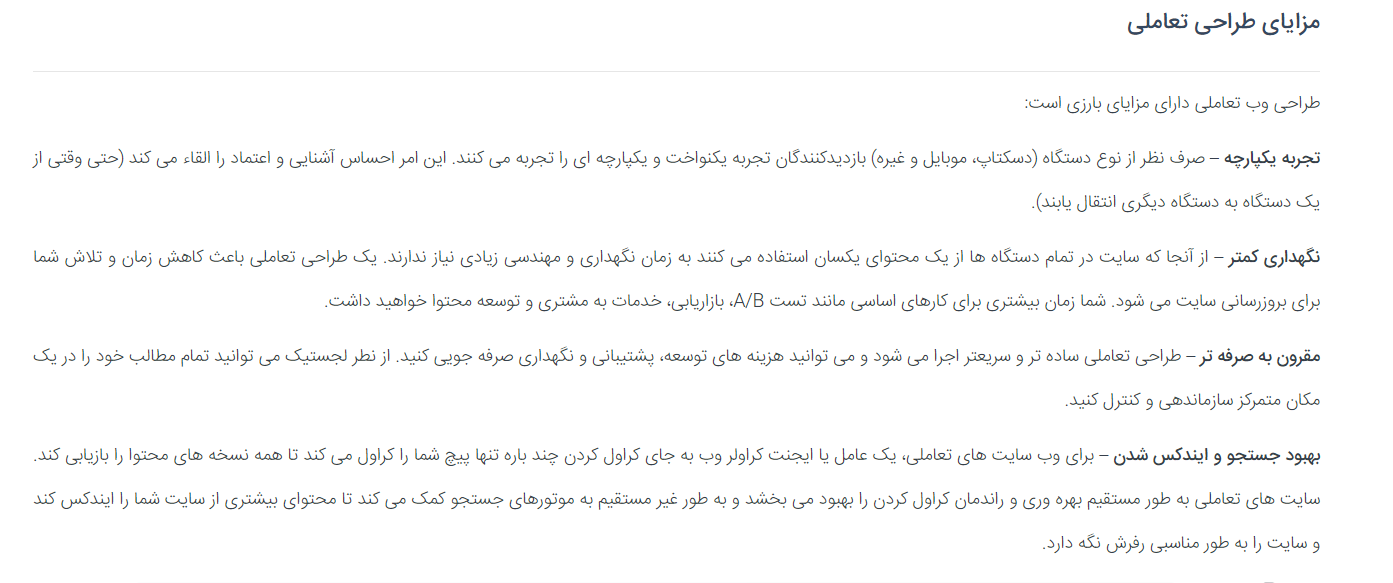 مزایای طراحی تعاملی
طراحی وب تعاملی دارای مزایای بارزی است:
تجربه یکپارچه – صرف نظر از نوع دستگاه (دسکتاپ، موبایل و غیره) بازدیدکنندگان تجربه یکنواخت و یکپارچه ای را تجربه می کنند. این امر احساس آشنایی و اعتماد را القاء می کند (حتی وقتی از
یک دستگاه به دستگاه دیگری انتقال یابند).
نگهداری کمتر – از آنجا که سایت در تمام دستگاه ها از یک محتوای یکسان استفاده می کنند به زمان نگهداری و مهندسی زیادی نیاز ندارند. یک طراحی تعاملی باعث کاهش زمان و تلاش شما
برای بروزرسانی سایت می شود. شما زمان بیشتری برای کارهای اساسی مانند تست A/B، بازاریابی، خدمات به مشتری و توسعه محتوا خواهید داشت.
مقرون به صرفه تر – طراحی تعاملی ساده تر و سریعتر اجرا می شود و می توانید هزینه های توسعه، پشتیبانی و نگهداری صرفه جویی کنید. از نطر لجستیک می توانید تمام مطالب خود را در یک
مکان متمرکز سازماندهی و کنترل کنید.
بهبود جستجو و ایندکس شدن – برای وب سایت های تعاملی، یک عامل یا ایجنت کراولر وب به جای کراول کردن چند باره تنها پیج شما را کراول می کند تا همه نسخه های محتوا را بازیابی کند.
سایت های تعاملی به طور مستقیم بهره وری و راندمان کراول کردن را بهبود می بخشد و به طور غیر مستقیم به موتورهای جستجو کمک می کند تا محتوای بیشتری از سایت شما را ایندکس کند
و سایت را به طور مناسبی رفرش نگه دارد.